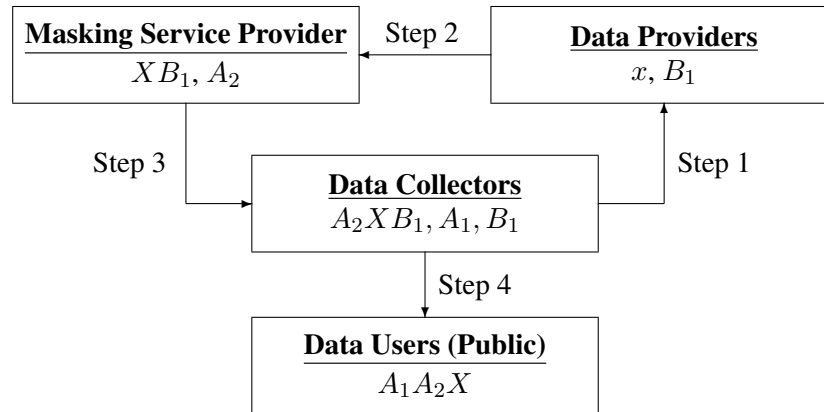 Masking Service Provider
XB₁, A₂
Step 2
Data Providers
x, B₁
Step 3
Step 1
Data Collectors
A₂XB₁, A₁, B₁
Step 4
Data Users (Public)
A₁A₂X